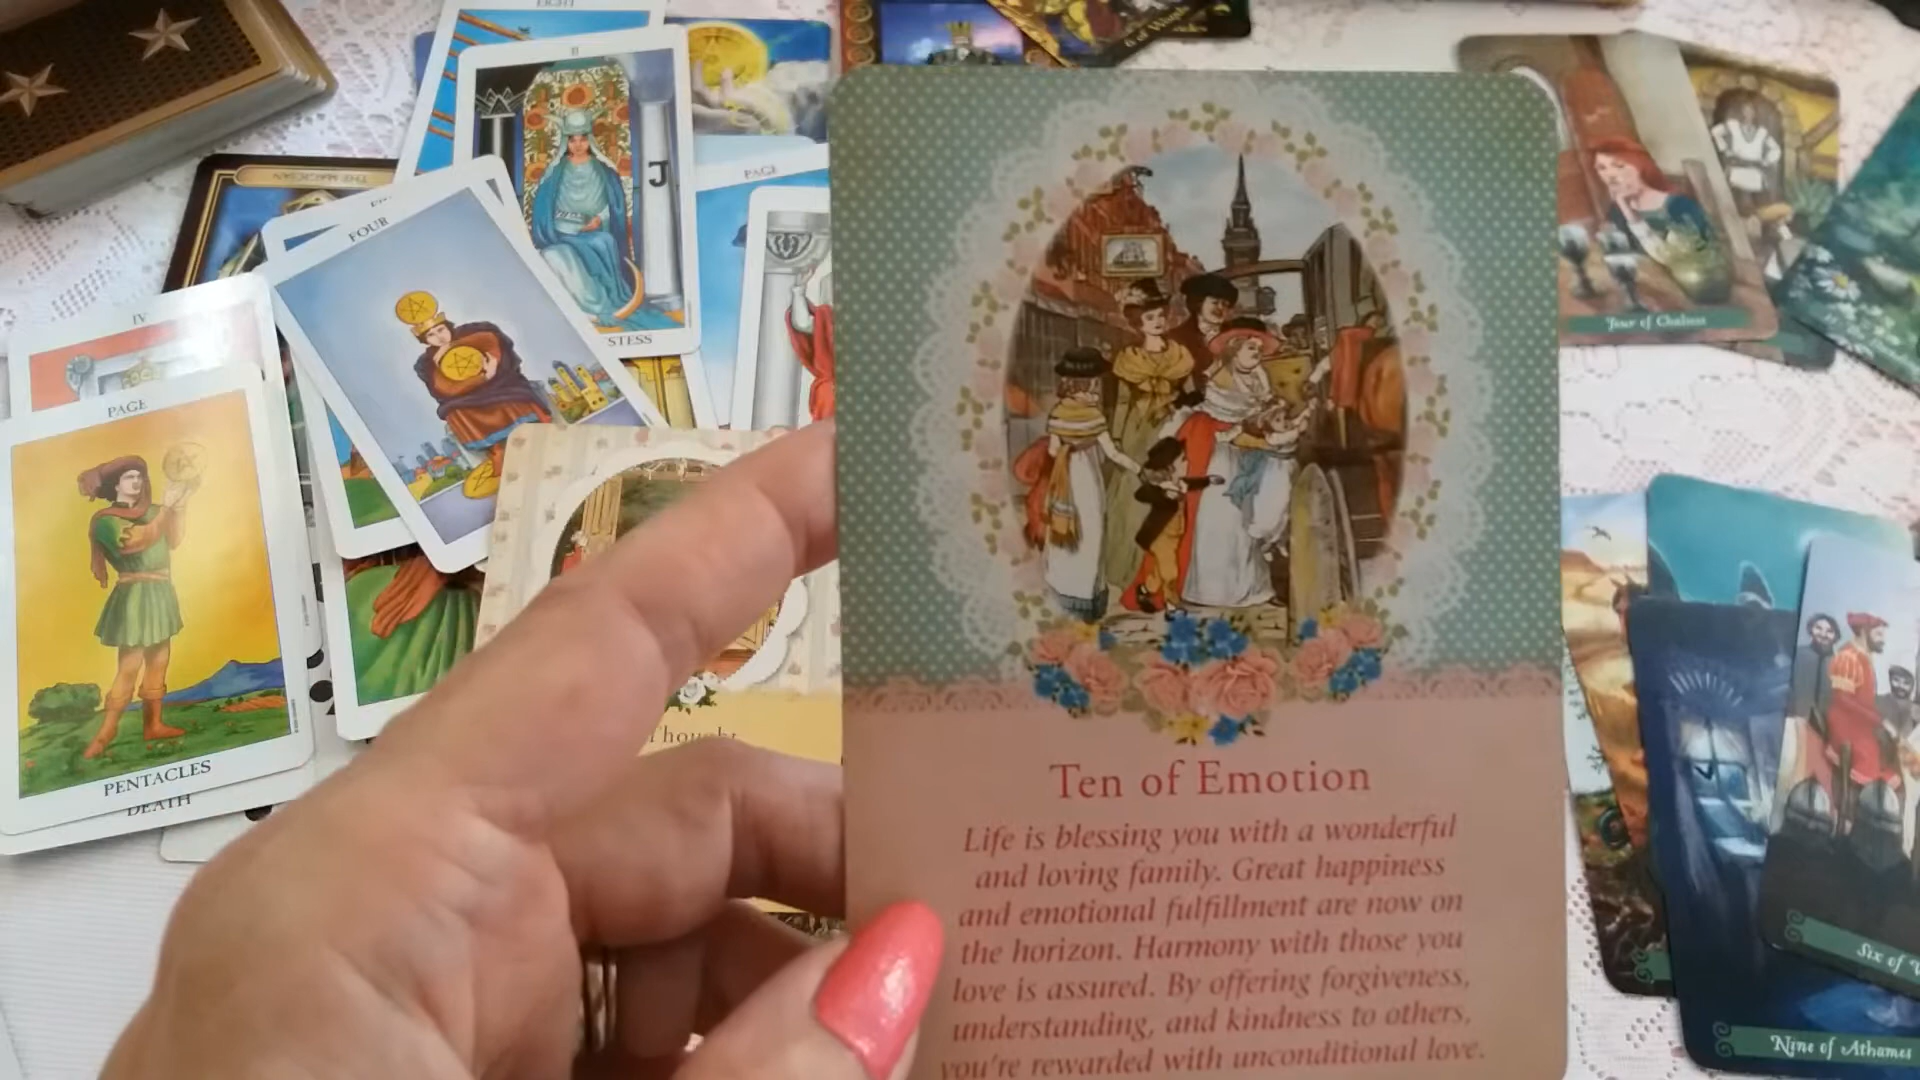 EIGHT
II
J
THE MAGICIAN
PAGE
FOUR
IV
PAGE
PENTACLES
DEATH
Thought
Four of Chalices
Ten of Emotion
Life is blessing you with a wonderful
and loving family. Great happiness
and emotional fulfillment are now on
the horizon. Harmony with those you
love is assured. By offering forgiveness,
understanding, and kindness to others,
you're rewarded with unconditional love.
Six of
Nine of Athames